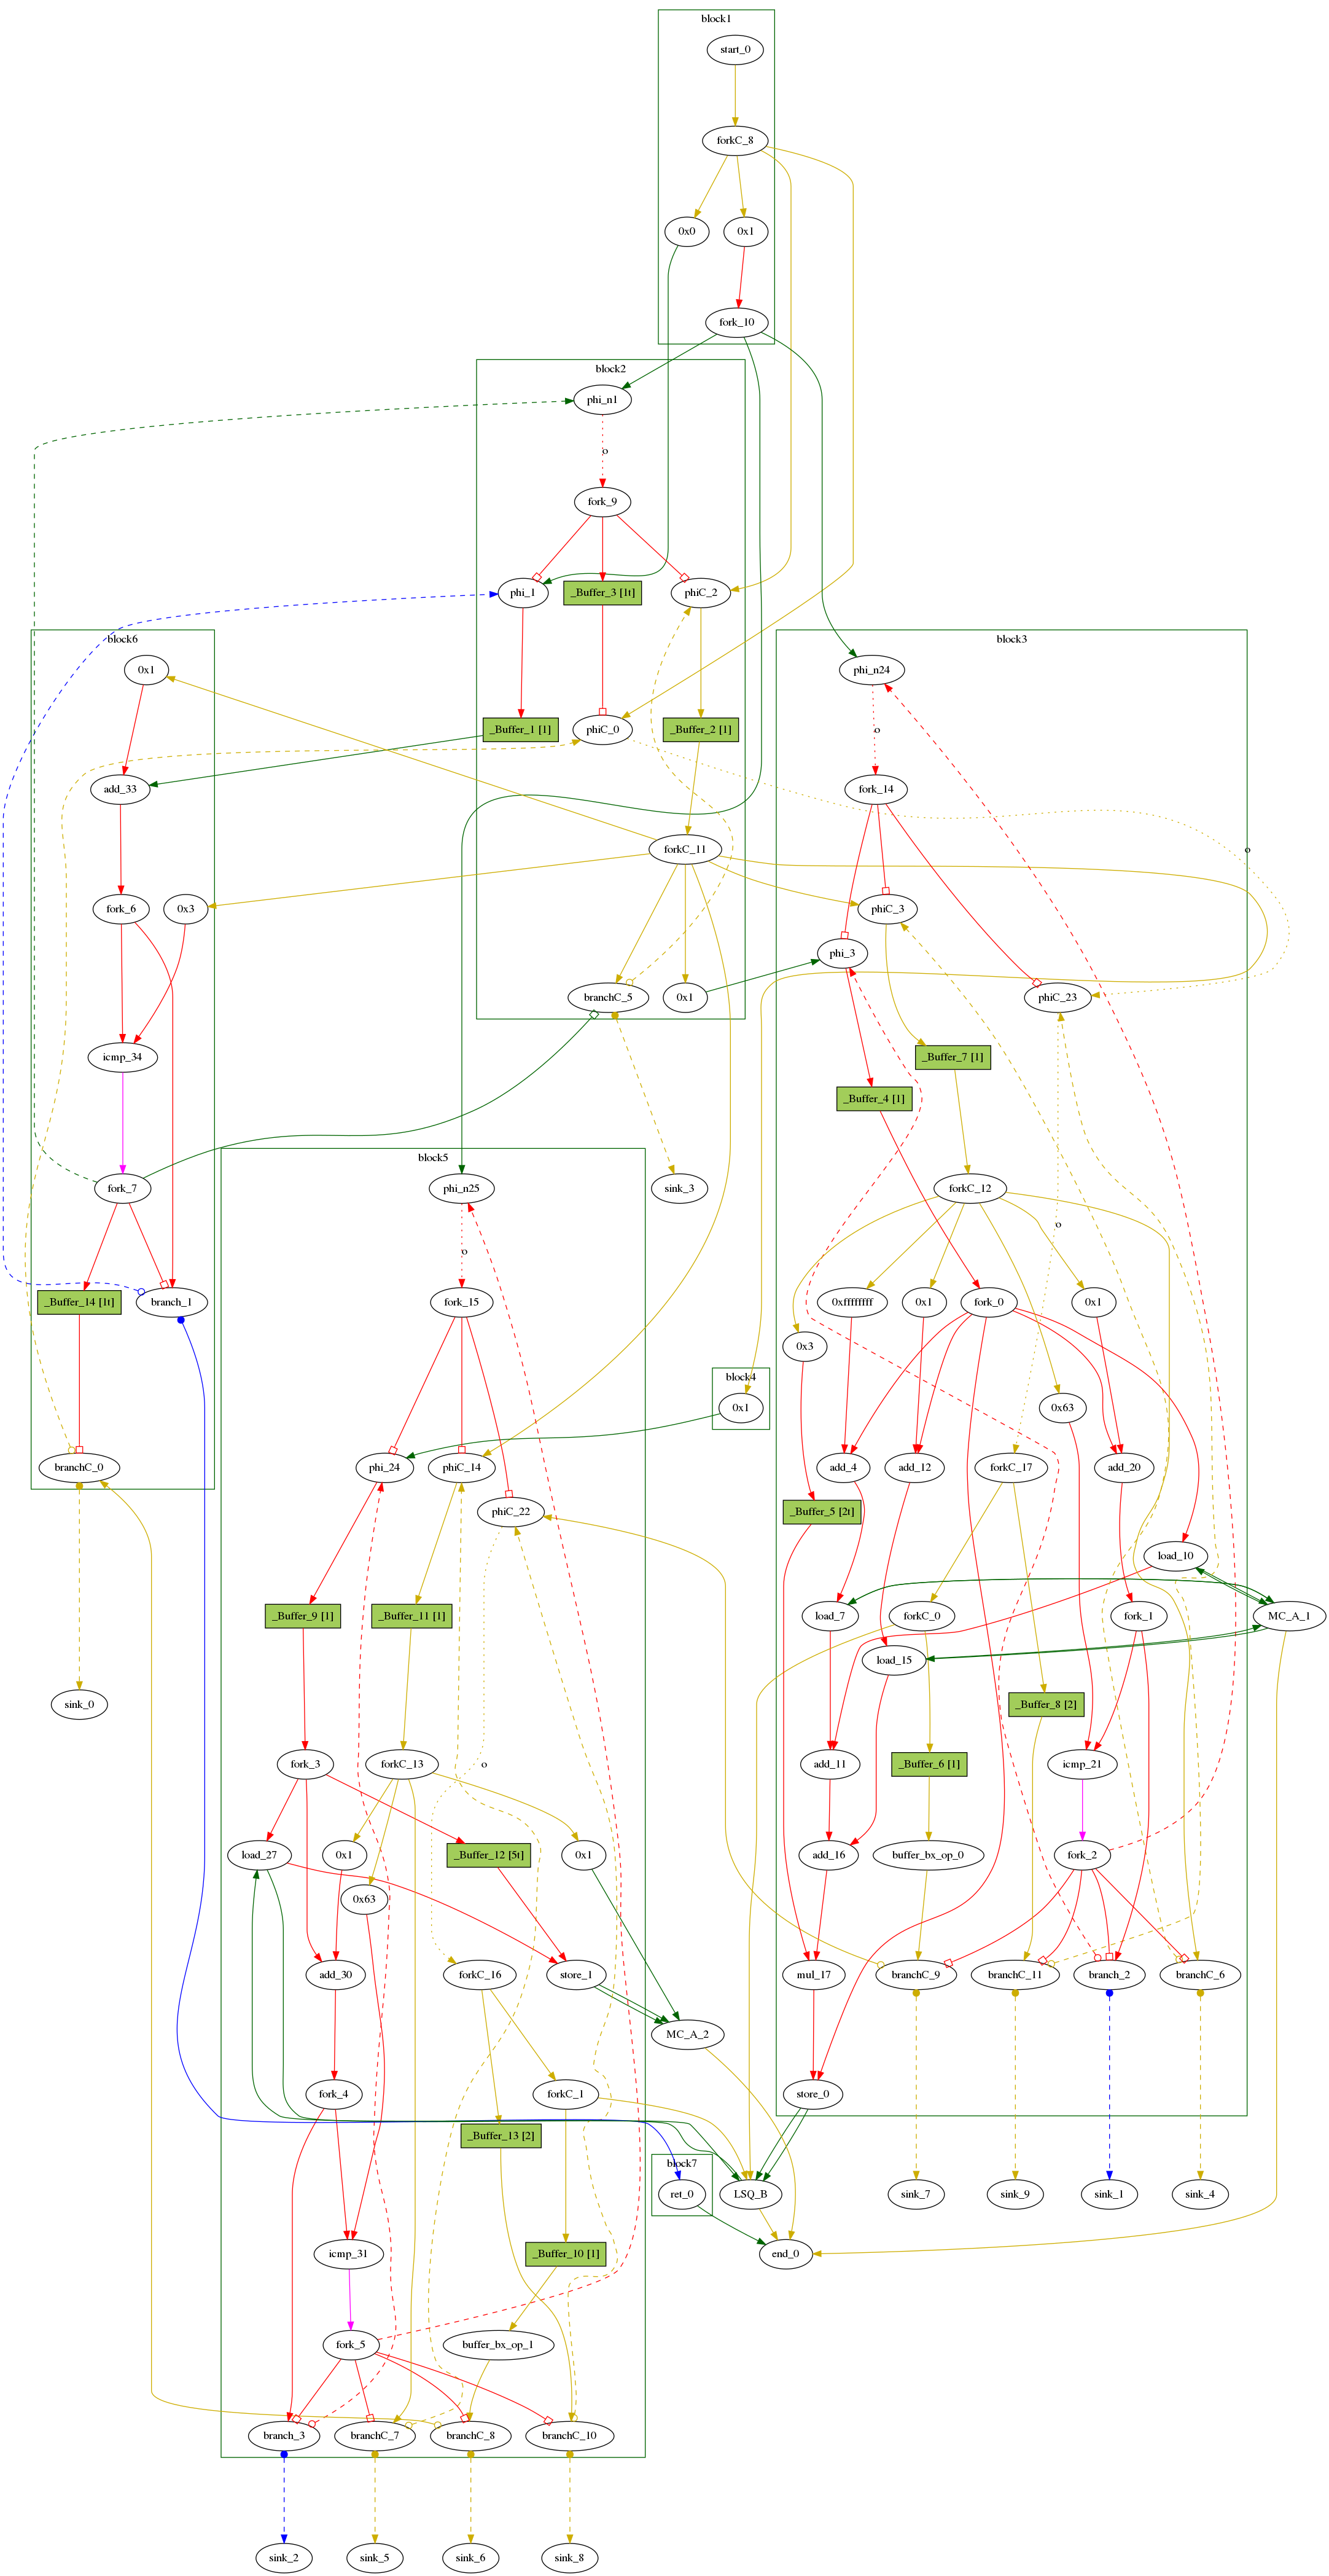 block1
start_0
forkC_8
0x0
0x1
fork_10
block2
phi_n1
o
fork_9
phi_1
_Buffer_3 [1t]
phiC_2
block6
block3
0x1
phi_n24
_Buffer_1 [1]
phiC_0
_Buffer_2 [1]
o
add_33
fork_14
forkC_11
o
fork_6
0x3
phiC_3
phi_3
branchC_5
0x1
phiC_23
icmp_34
_Buffer_7 [1]
_Buffer_4 [1]
block5
fork_7
phi_n25
sink_3
forkC_12
o
o
_Buffer_14 [1t]
branch_1
fork_15
0xffffffff
0x1
fork_0
0x1
0x3
block4
0x1
0x63
branchC_0
phi_24
phiC_14
add_4
add_12
forkC_17
add_20
phiC_22
_Buffer_5 [2t]
load_10
_Buffer_9 [1]
_Buffer_11 [1]
load_7
forkC_0
fork_1
MC_A_1
load_15
sink_0
_Buffer_8 [2]
fork_3
forkC_13
o
add_11
_Buffer_6 [1]
icmp_21
load_27
0x1
_Buffer_12 [5t]
0x1
add_16
buffer_bx_op_0
fork_2
0x63
add_30
forkC_16
store_1
mul_17
branchC_9
branchC_11
branch_2
branchC_6
MC_A_2
fork_4
forkC_1
store_0
_Buffer_13 [2]
block7
ret_0
LSQ_B
sink_7
sink_9
sink_1
sink_4
icmp_31
_Buffer_10 [1]
end_0
fork_5
buffer_bx_op_1
branch_3
branchC_7
branchC_8
branchC_10
sink_2
sink_5
sink_6
sink_8